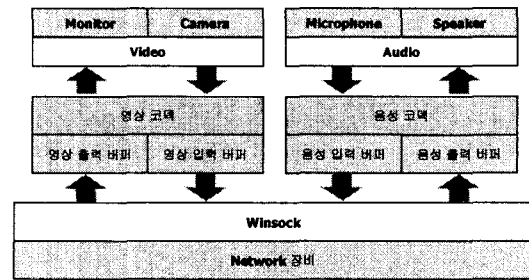 Monitor Camera Microphone Speaker
Video Audio
영상 코덱 음성 코덱
영상 출력 버퍼 영상 입력 버퍼 음성 입력 버퍼 음성 출력 버퍼
Winsock
Network 장비